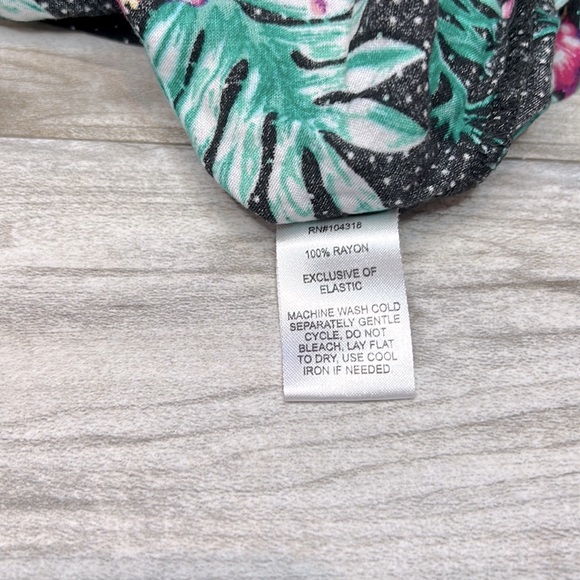 RN#104318
100% RAYON
EXCLUSIVE OF
ELASTIC
MACHINE WASH COLD
SEPARATELY GENTLE
CYCLE, DO NOT
BLEACH, LAY FLAT
TO DRY, USE COOL
IRON IF NEEDED.